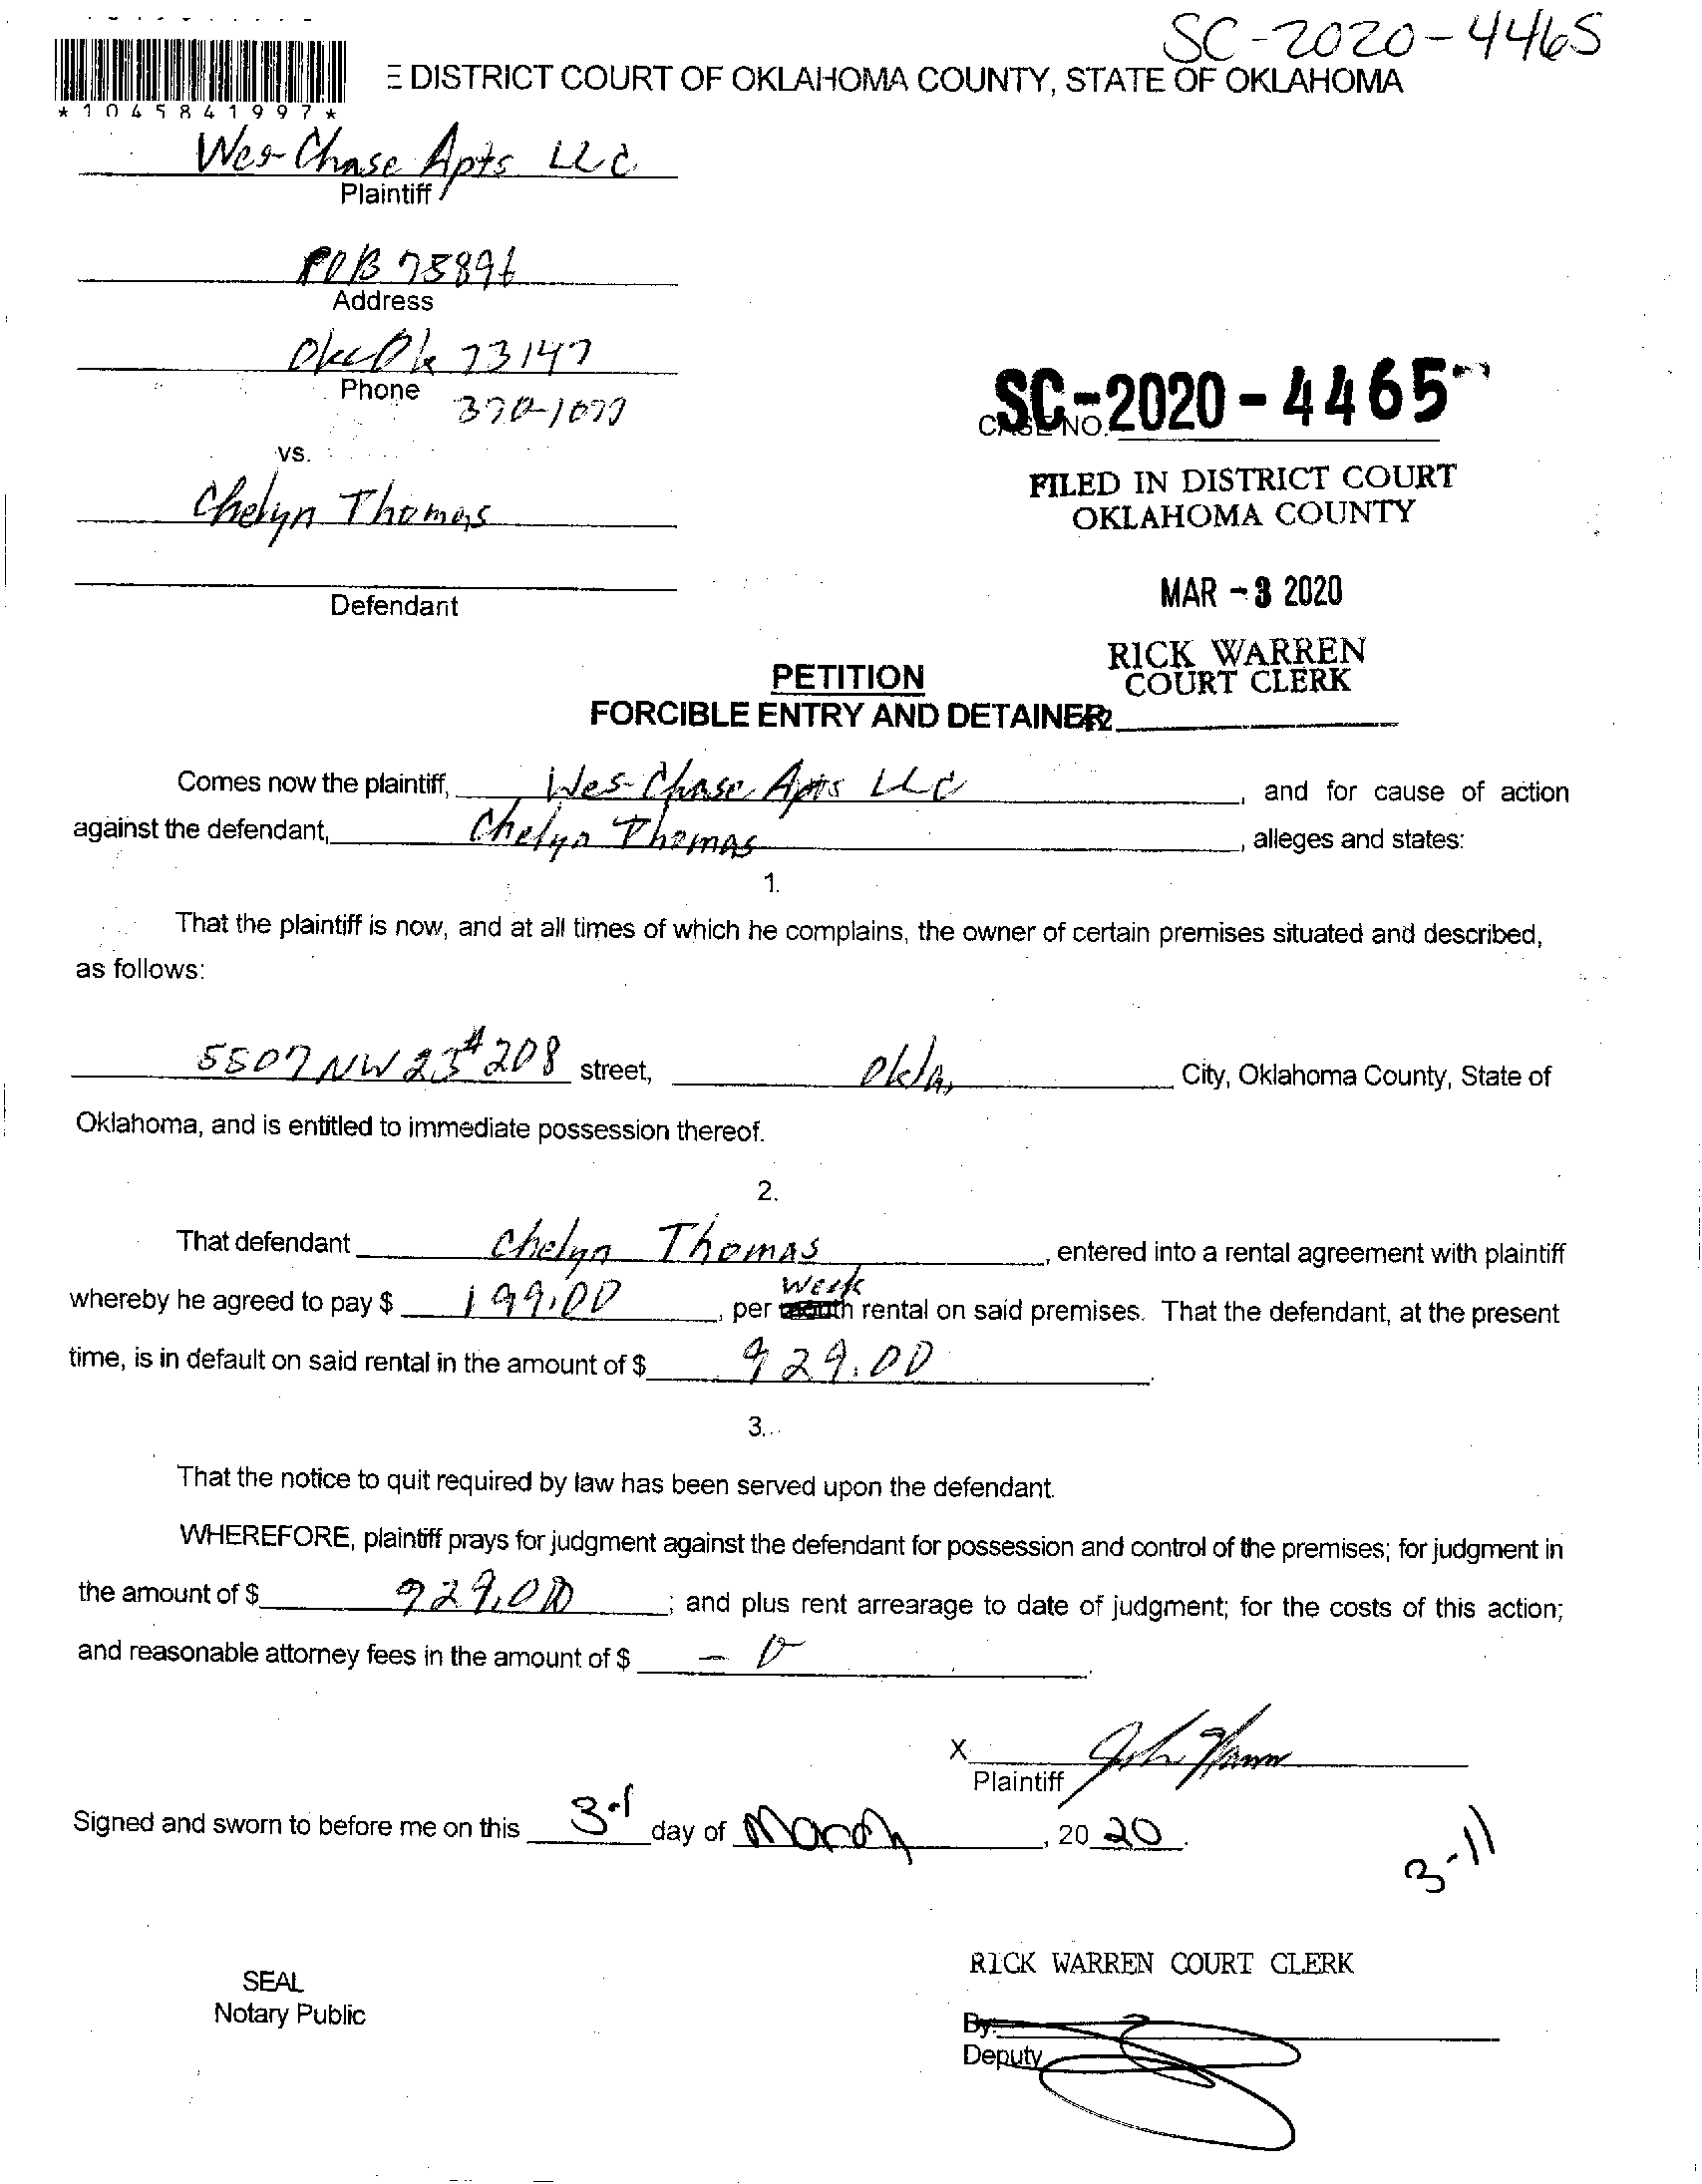 SC-2020-4465
E DISTRICT COURT OF OKLAHOMA COUNTY, STATE OF OKLAHOMA
*1045841997*
Wes-Chase Apts LLC
Plaintiff
POB 75896
Address
Okc Ok 73147
Phone
370-1077
vs.
Chelyn Thomas
Defendant
SC-2020-4465
CASE NO.
FILED IN DISTRICT COURT
OKLAHOMA COUNTY
MAR -3 2020
RICK WARREN
COURT CLERK
PETITION
FORCIBLE ENTRY AND DETAINER
Comes now the plaintiff, Wes-Chase Apts LLC, and for cause of action
against the defendant, Chelyn Thomas, alleges and states:
1.
That the plaintiff is now, and at all times of which he complains, the owner of certain premises situated and described,
as follows:
5507 NW 23 #208 street, Okla, City, Oklahoma County, State of
Oklahoma, and is entitled to immediate possession thereof.
2.
That defendant Chelyn Thomas, entered into a rental agreement with plaintiff
week
whereby he agreed to pay $ 199.00, per month rental on said premises. That the defendant, at the present
time, is in default on said rental in the amount of $ 929.00.
3.
That the notice to quit required by law has been served upon the defendant.
WHEREFORE, plaintiff prays for judgment against the defendant for possession and control of the premises; for judgment in
the amount of $ 929.00; and plus rent arrearage to date of judgment; for the costs of this action;
and reasonable attorney fees in the amount of $ - 0
X
Plaintiff
Signed and sworn to before me on this 3rd day of March, 2020.
3-11
RICK WARREN COURT CLERK
SEAL
Notary Public
By:
Deputy